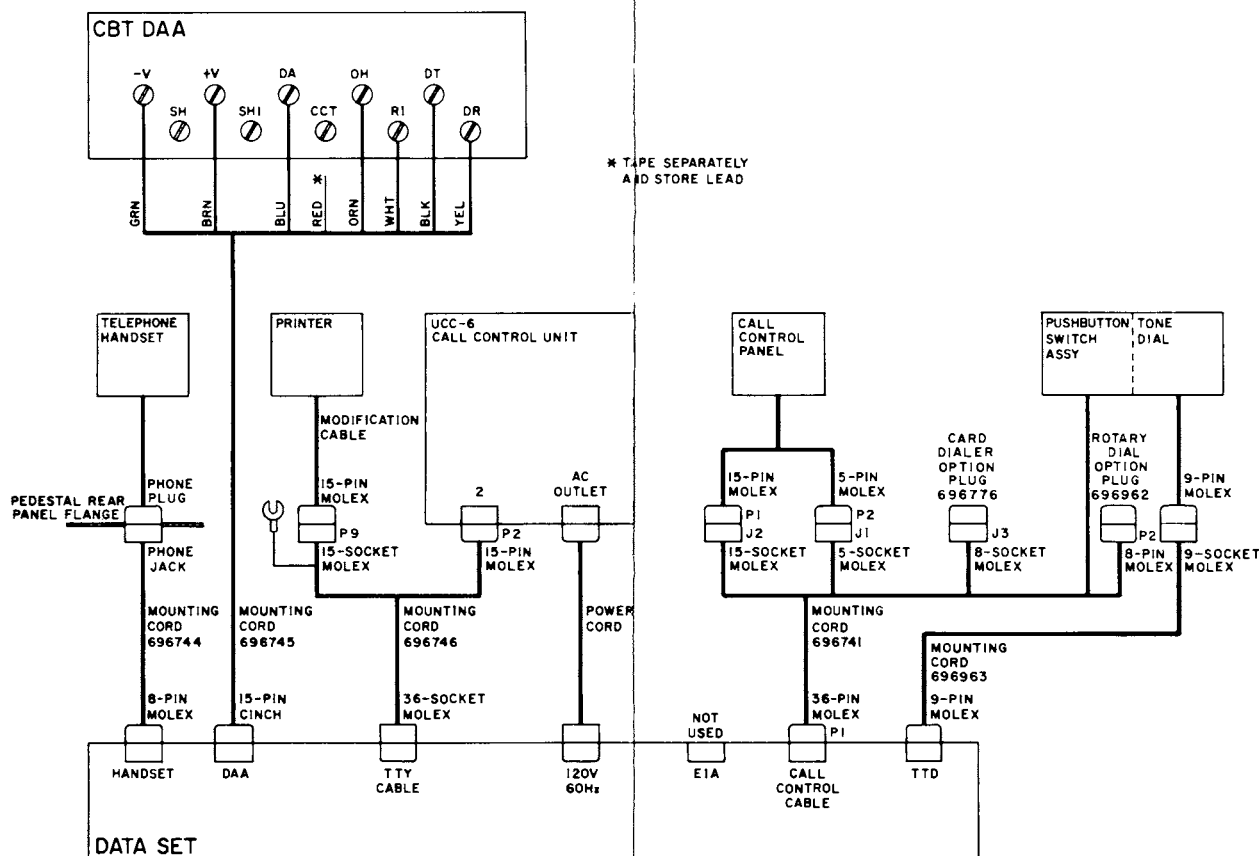 CBT DAA
-V
+V
DA
OH
DT
SH
SHI
CCT
RI
DR
* TAPE SEPARATELY
AND STORE LEAD
*
GRN
BRN
BLU
RED
ORN
WHT
BLK
YEL
TELEPHONE
HANDSET
PRINTER
UCC-6
CALL CONTROL UNIT
CALL
CONTROL
PANEL
PUSHBUTTON
SWITCH
ASSY
TONE
DIAL
MODIFICATION
CABLE
PHONE
PLUG
PEDESTAL REAR
PANEL FLANGE
PHONE
JACK
15-PIN
MOLEX
P9
15-SOCKET
MOLEX
2
P2
15-PIN
MOLEX
AC
OUTLET
15-PIN
MOLEX
P1
J2
15-SOCKET
MOLEX
5-PIN
MOLEX
P2
J1
5-SOCKET
MOLEX
CARD
DIALER
OPTION
PLUG
696776
J3
8-SOCKET
MOLEX
ROTARY
DIAL
OPTION
PLUG
696962
P2
8-PIN
MOLEX
9-PIN
MOLEX
9-SOCKET
MOLEX
MOUNTING
CORD
696744
MOUNTING
CORD
696745
MOUNTING
CORD
696746
POWER
CORD
MOUNTING
CORD
696741
MOUNTING
CORD
696963
8-PIN
MOLEX
15-PIN
CINCH
36-SOCKET
MOLEX
NOT
USED
36-PIN
MOLEX
P1
9-PIN
MOLEX
HANDSET
DAA
TTY
CABLE
120V
60Hz
EIA
CALL
CONTROL
CABLE
TTD
DATA SET